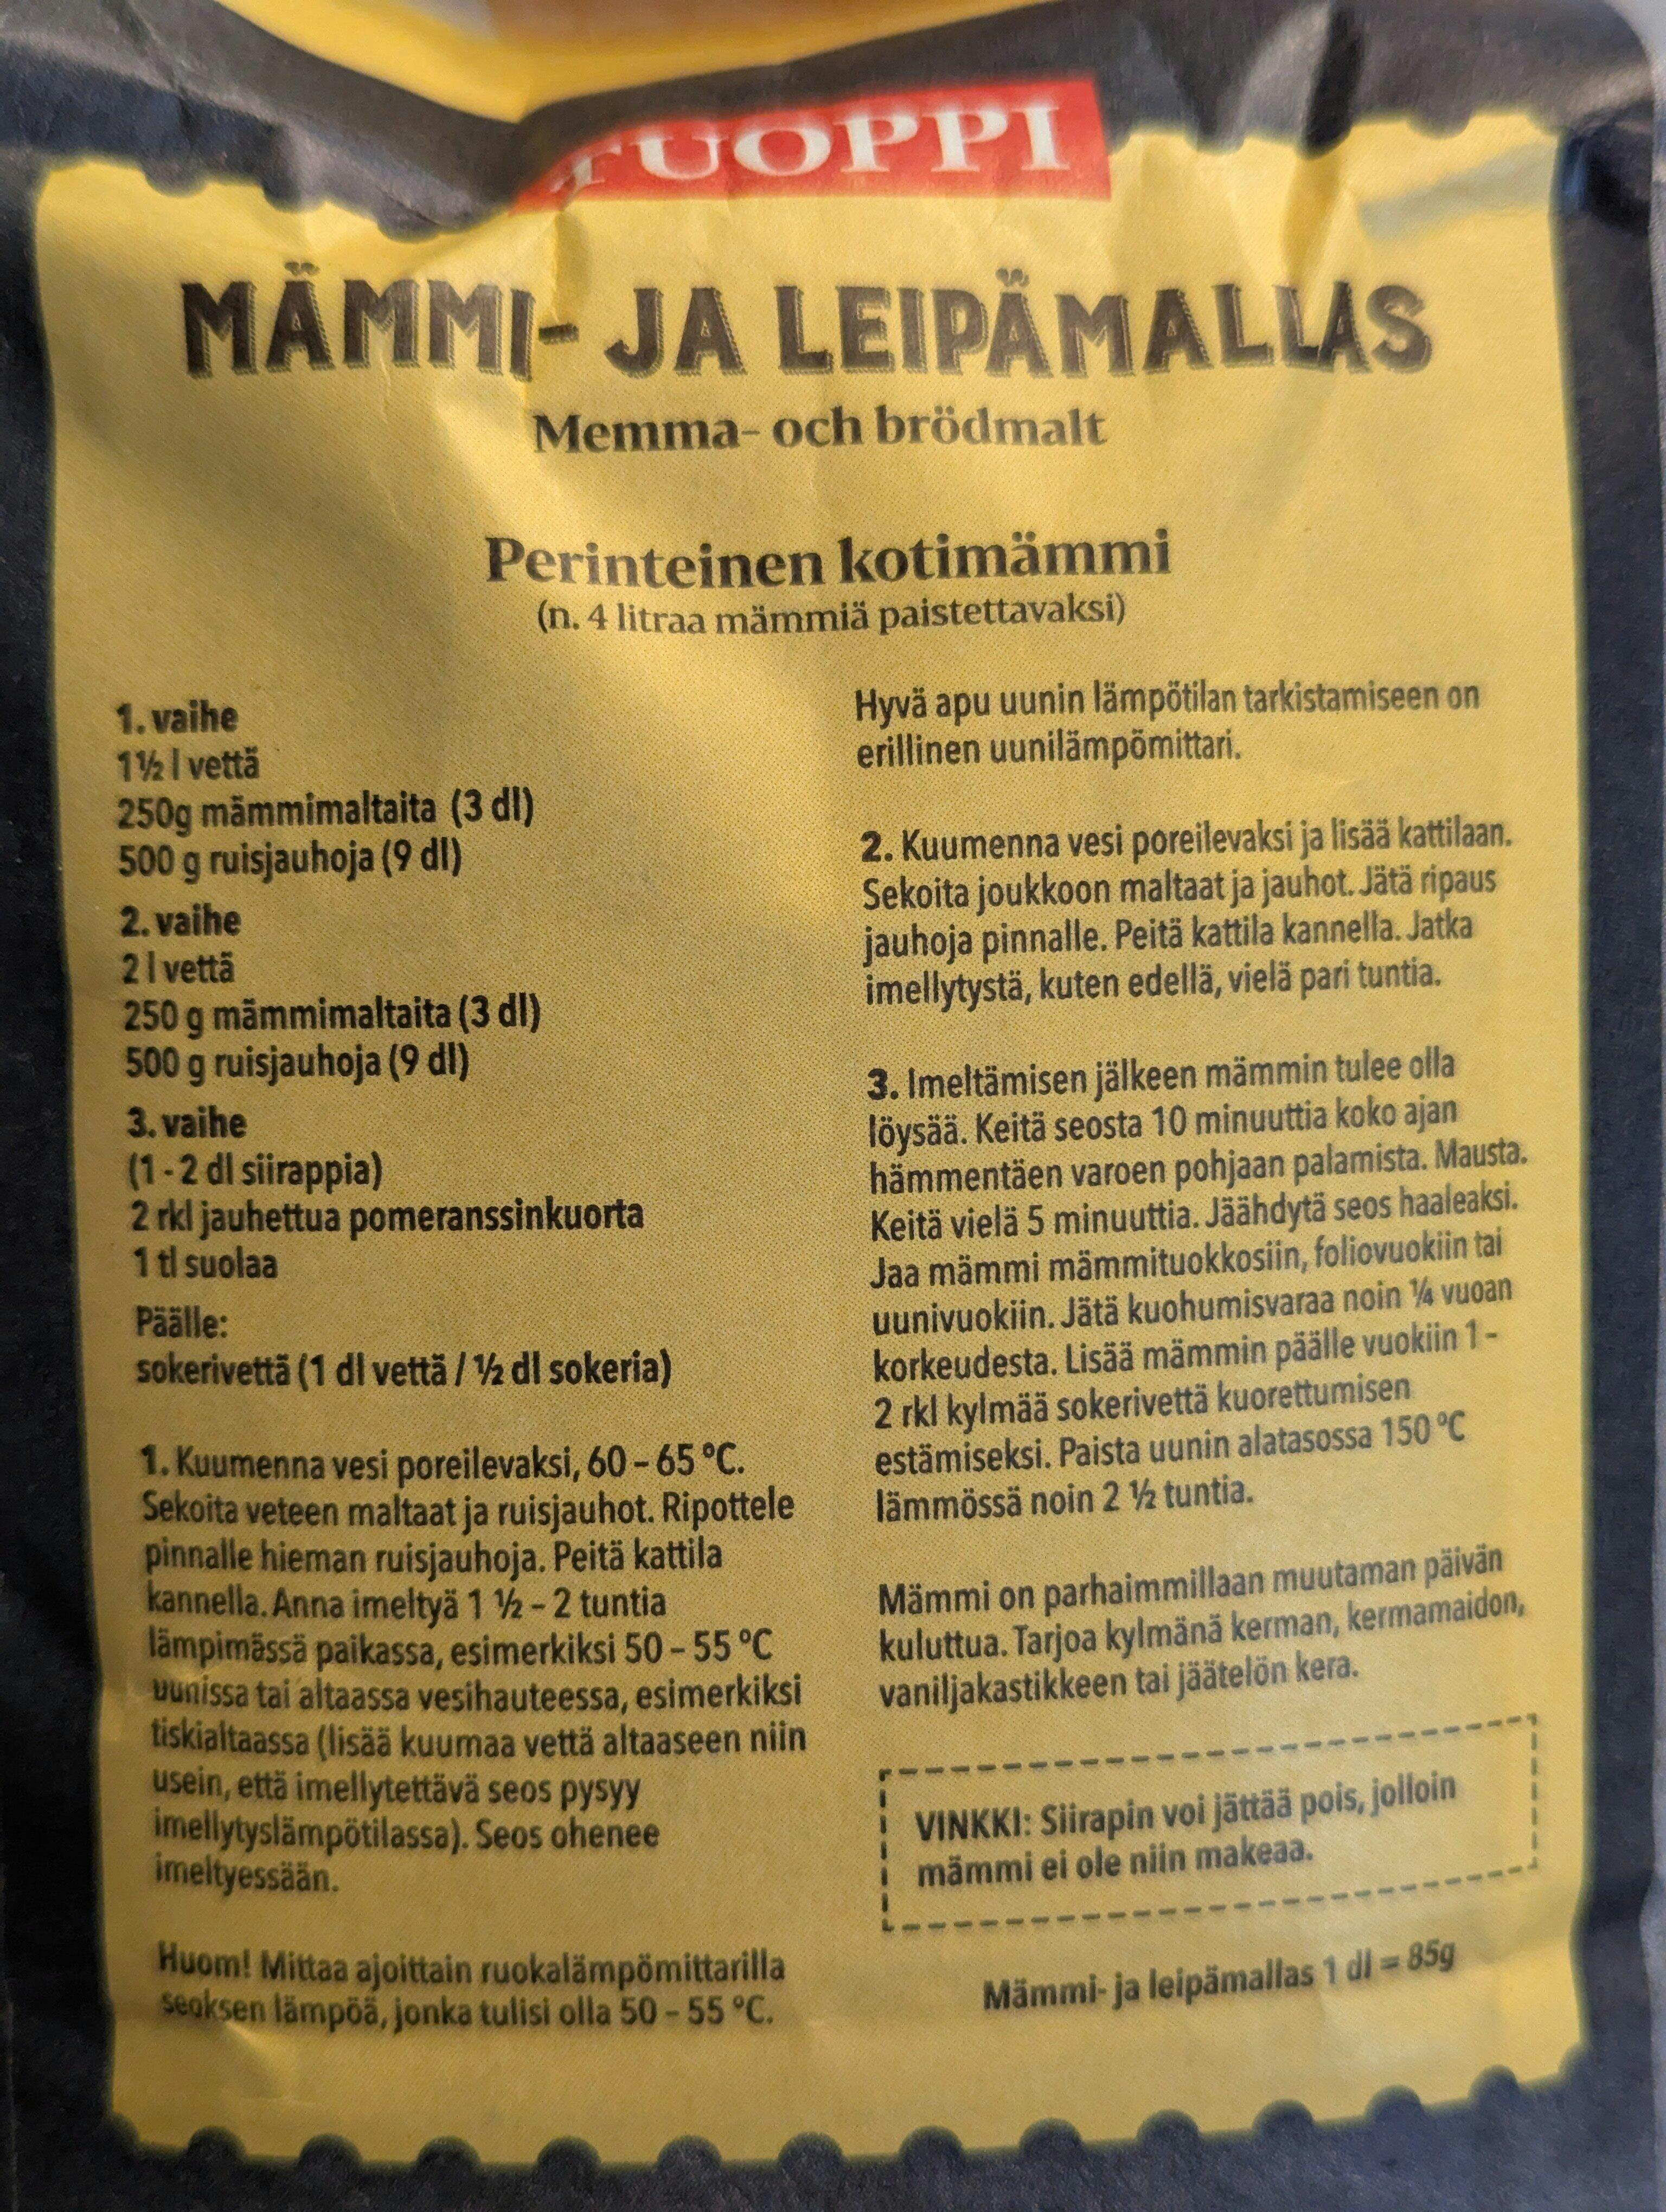 TUOPPI
MÄMMI- JA LEIPÄMALLAS
Memma- och brödmalt
Perinteinen kotimämmi
(n. 4 litraa mämmiä paistettavaksi)
1. vaihe
1½ l vettä
250g mämmimaltaita (3 dl)
500 g ruisjauhoja (9 dl)
2. vaihe
2 l vettä
250 g mämmimaltaita (3 dl)
500 g ruisjauhoja (9 dl)
3. vaihe
(1 - 2 dl siirappia)
2 rkl jauhettua pomeranssinkuorta
1 tl suolaa
Päälle:
sokerivettä (1 dl vettä / ½ dl sokeria)
1. Kuumenna vesi poreilevaksi, 60 – 65 °C.
Sekoita veteen maltaat ja ruisjauhot. Ripottele
pinnalle hieman ruisjauhoja. Peitä kattila
kannella. Anna imeltyä 1 ½ – 2 tuntia
lämpimässä paikassa, esimerkiksi 50 – 55 °C
uunissa tai altaassa vesihauteessa, esimerkiksi
tiskialtaassa (lisää kuumaa vettä altaaseen niin
usein, että imellytettävä seos pysyy
imellytyslämpötilassa). Seos ohenee
imeltyessään.
Huom! Mittaa ajoittain ruokalämpömittarilla
seoksen lämpöä, jonka tulisi olla 50 – 55 °C.
Hyvä apu uunin lämpötilan tarkistamiseen on
erillinen uunilämpömittari.
2. Kuumenna vesi poreilevaksi ja lisää kattilaan.
Sekoita joukkoon maltaat ja jauhot. Jätä ripaus
jauhoja pinnalle. Peitä kattila kannella. Jatka
imellytystä, kuten edellä, vielä pari tuntia.
3. Imeltämisen jälkeen mämmin tulee olla
löysää. Keitä seosta 10 minuuttia koko ajan
hämmentäen varoen pohjaan palamista. Mausta.
Keitä vielä 5 minuuttia. Jäähdytä seos haaleaksi.
Jaa mämmi mämmituokkosiin, foliovuokiin tai
uunivuokiin. Jätä kuohumisvaraa noin ¼ vuoan
korkeudesta. Lisää mämmin päälle vuokiin 1 -
2 rkl kylmää sokerivettä kuorettumisen
estämiseksi. Paista uunin alatasossa 150 °C
lämmössä noin 2 ½ tuntia.
Mämmi on parhaimmillaan muutaman päivän
kuluttua. Tarjoa kylmänä kerman, kermamaidon,
vaniljakastikkeen tai jäätelön kera.
VINKKI: Siirapin voi jättää pois, jolloin
mämmi ei ole niin makeaa.
Mämmi- ja leipämallas 1 dl = 85g